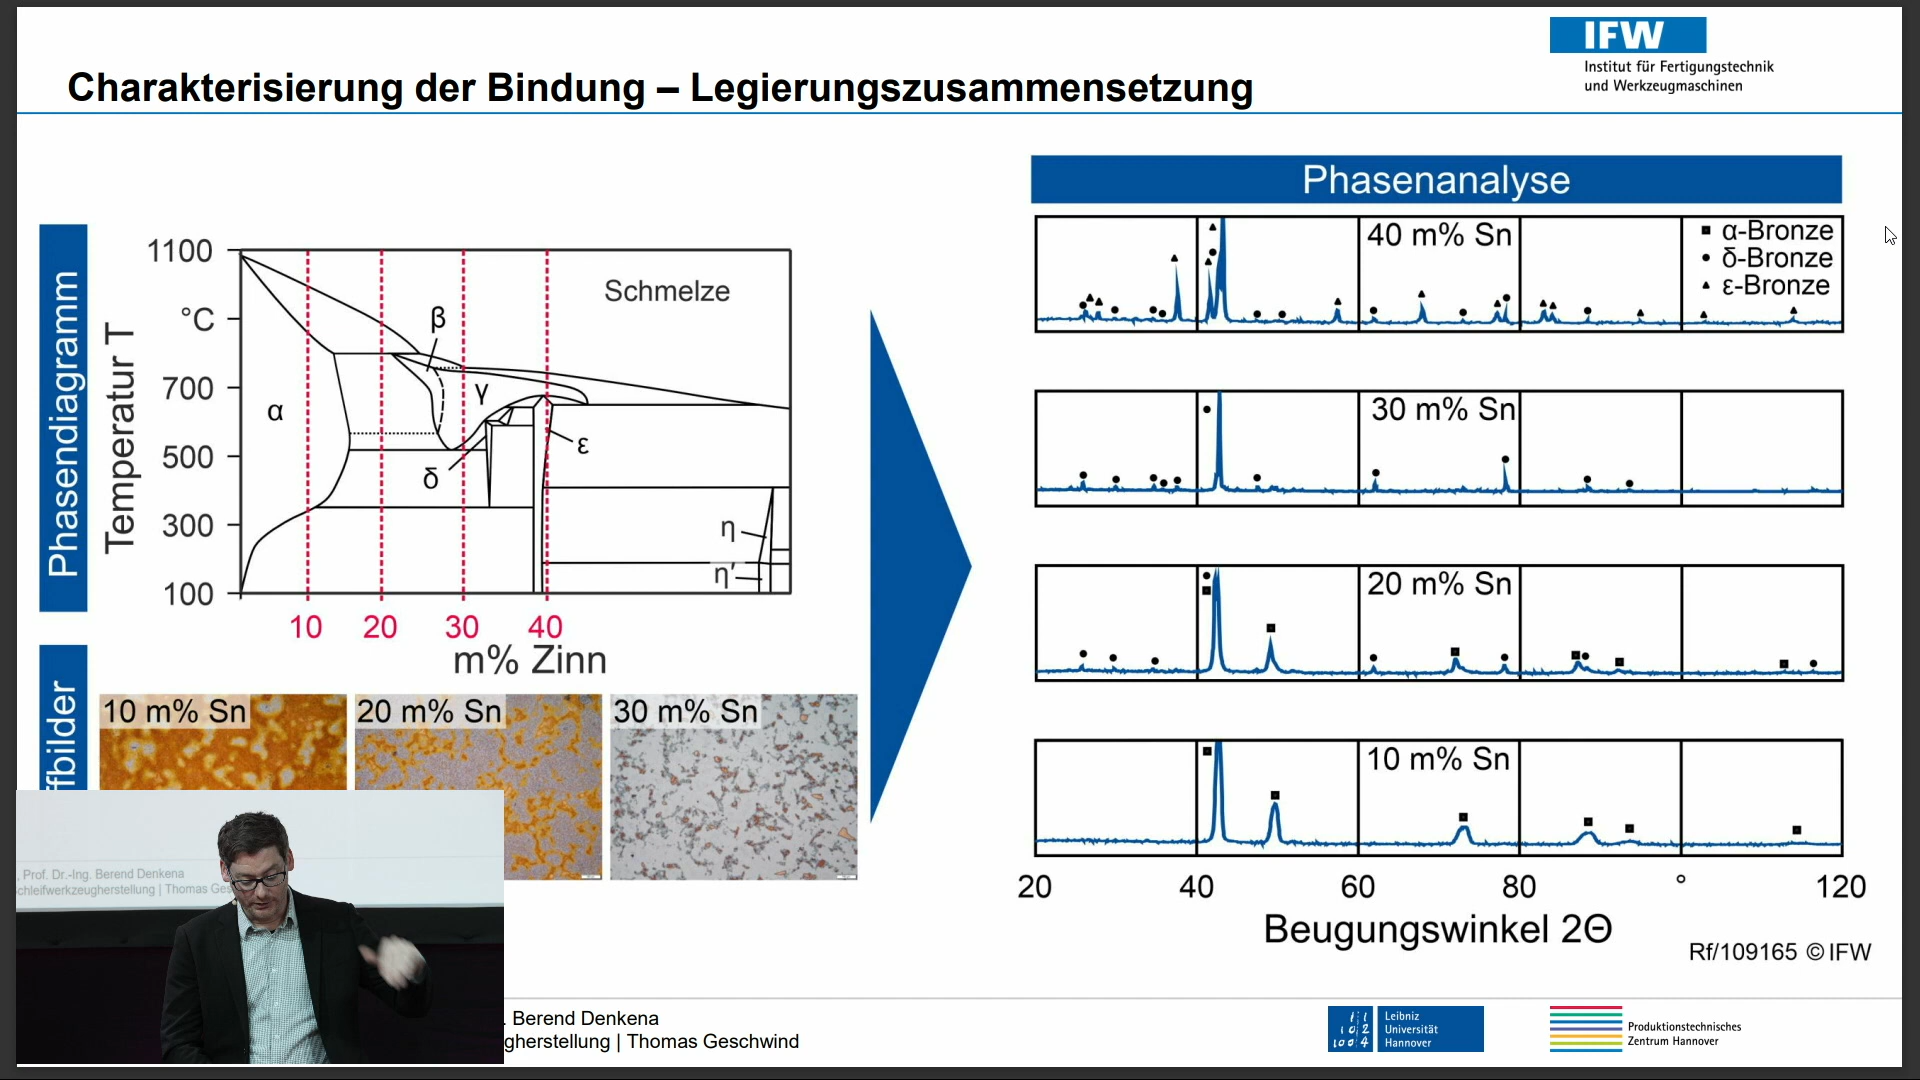 IFW
Institut für Fertigungstechnik
und Werkzeugmaschinen
Charakterisierung der Bindung – Legierungszusammensetzung
Phasendiagramm
Temperatur T
1100
°C
700
500
300
100
Schmelze
α
β
γ
δ
ε
η
η′
10 20 30 40
m% Zinn
10 m% Sn
20 m% Sn
30 m% Sn
Phasenanalyse
40 m% Sn
■ α-Bronze
● δ-Bronze
▲ ε-Bronze
30 m% Sn
20 m% Sn
10 m% Sn
20 40 60 80 ° 120
Beugungswinkel 2Θ
Rf/109165 © IFW
fbilder
, Prof. Dr.-Ing. Berend Denkena
chleifwerkzeugherstellung | Thomas Ges
. Berend Denkena
gherstellung | Thomas Geschwind
Leibniz
Universität
Hannover
Produktionstechnisches
Zentrum Hannover